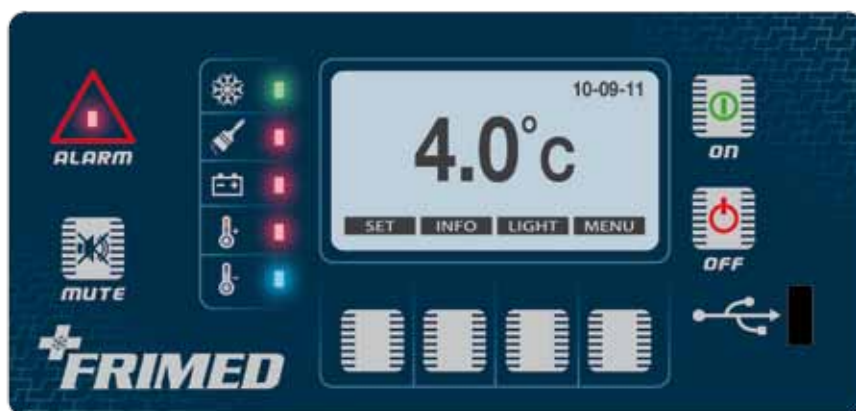 10-09-11
4.0°C
SET INFO LIGHT MENU
ALARM
MUTE
ON
OFF
FRIMED